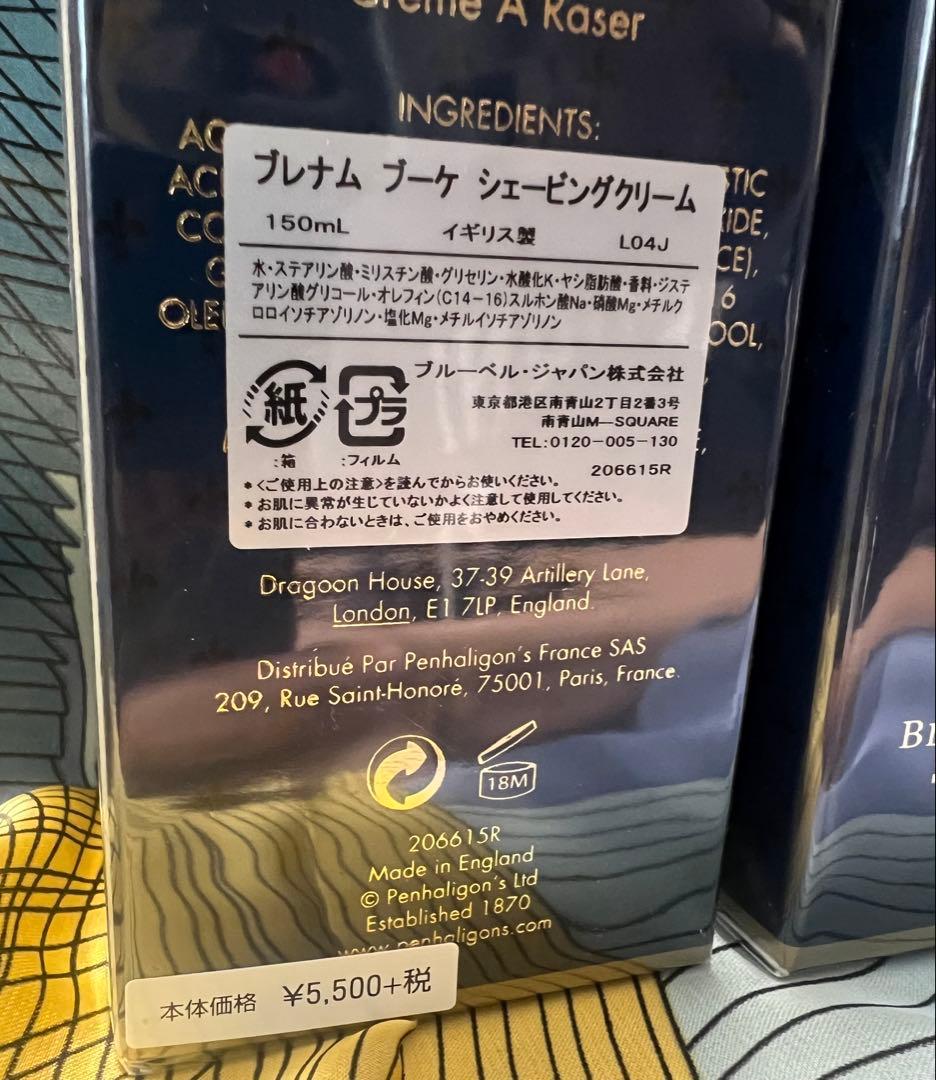 Crème A Raser
INGREDIENTS:
ブレナム ブーケ シェービングクリーム
150mL イギリス製 L04J
水・ステアリン酸・ミリスチン酸・グリセリン・水酸化K・ヤシ脂肪酸・香料・ジステ
アリン酸グリコール・オレフィン(C14-16)スルホン酸Na・硝酸Mg・メチルク
ロロイソチアゾリノン・塩化Mg・メチルイソチアゾリノン
紙
プラ
:箱 :フィルム
ブルーベル・ジャパン株式会社
東京都港区南青山2丁目2番3号
南青山M—SQUARE
TEL:0120-005-130
206615R
*<ご使用上の注意>を読んでからお使いください。
*お肌に異常が生じていないかよく注意して使用してください。
*お肌に合わないときは、ご使用をおやめください。
Dragoon House, 37-39 Artillery Lane,
London, E1 7LP, England.
Distribué Par Penhaligon's France SAS
209, Rue Saint-Honoré, 75001, Paris, France.
18M
206615R
Made in England
© Penhaligon's Ltd
Established 1870
www.penhaligons.com
本体価格 ¥5,500+税